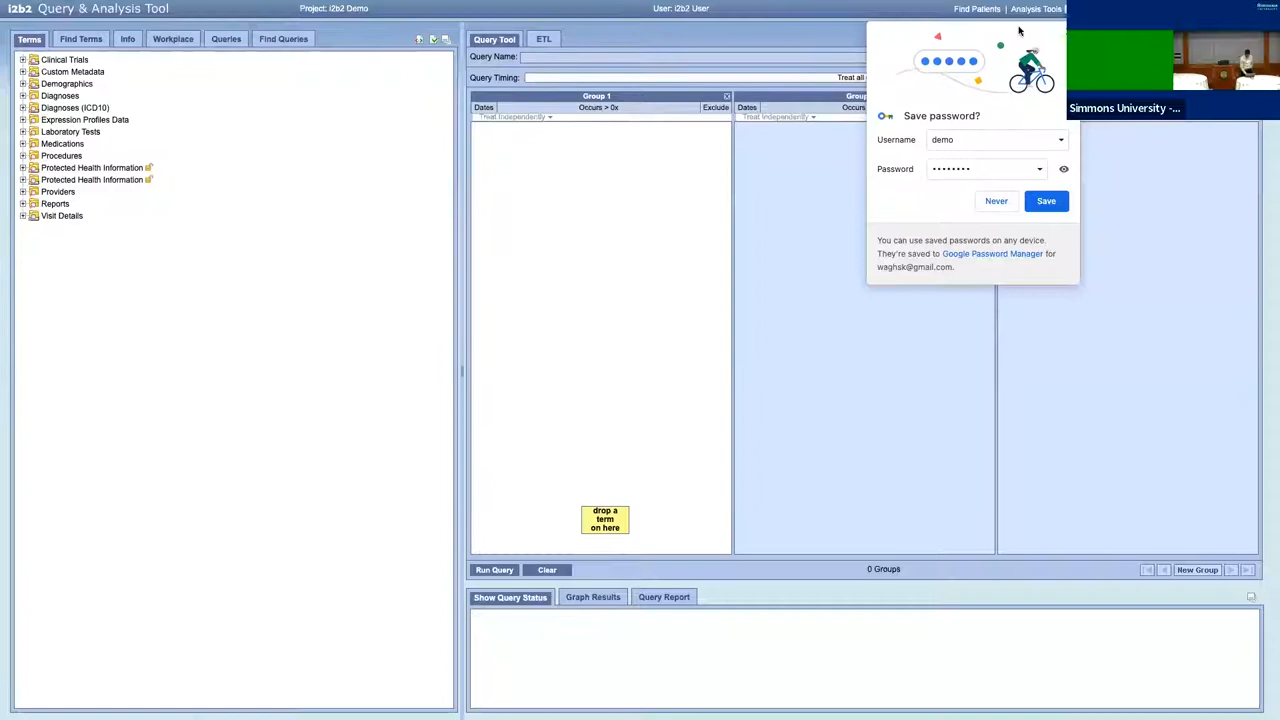 i2b2 Query & Analysis Tool
Project: i2b2 Demo
User: i2b2 User
Find Patients | Analysis Tools
Terms
Find Terms
Info
Workplace
Queries
Find Queries
Clinical Trials
Custom Metadata
Demographics
Diagnoses
Diagnoses (ICD10)
Expression Profiles Data
Laboratory Tests
Medications
Procedures
Protected Health Information
Protected Health Information
Providers
Reports
Visit Details
Query Tool
ETL
Query Name:
Query Timing:
Treat all
Group 1
Dates
Occurs > 0x
Exclude
Treat Independently
Group
Dates
Occurs
Treat Independently
drop a
term
on here
Run Query
Clear
0 Groups
New Group
Show Query Status
Graph Results
Query Report
Save password?
Username
demo
Password
••••••••
Never
Save
You can use saved passwords on any device.
They're saved to Google Password Manager for
waghsk@gmail.com.
Simmons
UNIVERSITY
Simmons University -...